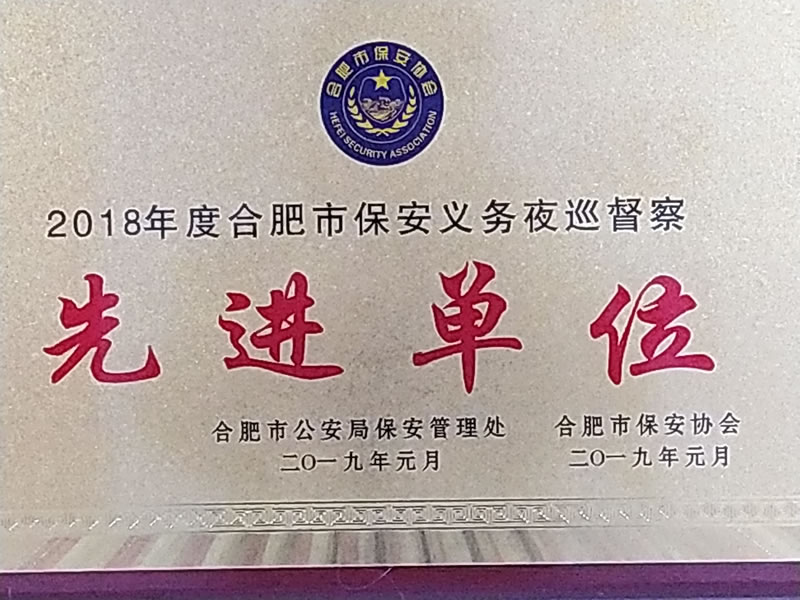 合肥市保安协会
HEFEI SECURITY ASSOCIATION
2018年度合肥市保安义务夜巡督察
先进单位
合肥市公安局保安管理处 合肥市保安协会
二〇一九年元月 二〇一九年元月